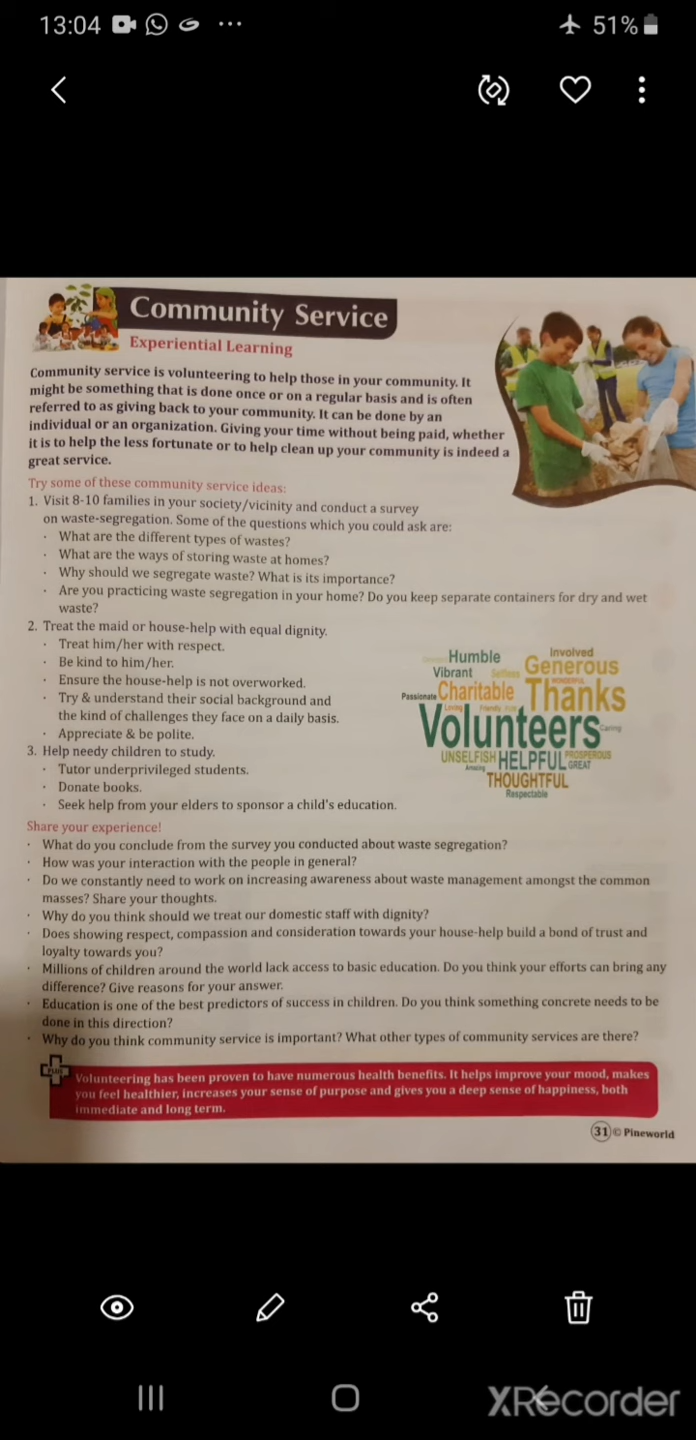 13:04
51%
Community Service
Experiential Learning
Community service is volunteering to help those in your community. It
might be something that is done once or on a regular basis and is often
referred to as giving back to your community. It can be done by an
individual or an organization. Giving your time without being paid, whether
it is to help the less fortunate or to help clean up your community is indeed a
great service.
Try some of these community service ideas:
1. Visit 8-10 families in your society/vicinity and conduct a survey
on waste-segregation. Some of the questions which you could ask are:
· What are the different types of wastes?
· What are the ways of storing waste at homes?
· Why should we segregate waste? What is its importance?
· Are you practicing waste segregation in your home? Do you keep separate containers for dry and wet
waste?
2. Treat the maid or house-help with equal dignity.
· Treat him/her with respect.
· Be kind to him/her.
· Ensure the house-help is not overworked.
· Try & understand their social background and
the kind of challenges they face on a daily basis.
· Appreciate & be polite.
3. Help needy children to study.
· Tutor underprivileged students.
· Donate books.
· Seek help from your elders to sponsor a child's education.
Humble Involved
Vibrant Selfless Generous
WONDERFUL
Passionate Charitable Thanks
Loving Friendly
Volunteers Caring
UNSELFISH HELPFUL PROSPEROUS
Amazing GREAT
THOUGHTFUL
Respectable
Share your experience!
· What do you conclude from the survey you conducted about waste segregation?
· How was your interaction with the people in general?
· Do we constantly need to work on increasing awareness about waste management amongst the common
masses? Share your thoughts.
· Why do you think should we treat our domestic staff with dignity?
· Does showing respect, compassion and consideration towards your house-help build a bond of trust and
loyalty towards you?
· Millions of children around the world lack access to basic education. Do you think your efforts can bring any
difference? Give reasons for your answer.
· Education is one of the best predictors of success in children. Do you think something concrete needs to be
done in this direction?
· Why do you think community service is important? What other types of community services are there?
PLUS
Volunteering has been proven to have numerous health benefits. It helps improve your mood, makes
you feel healthier, increases your sense of purpose and gives you a deep sense of happiness, both
immediate and long term.
31 © Pineworld
XRecorder